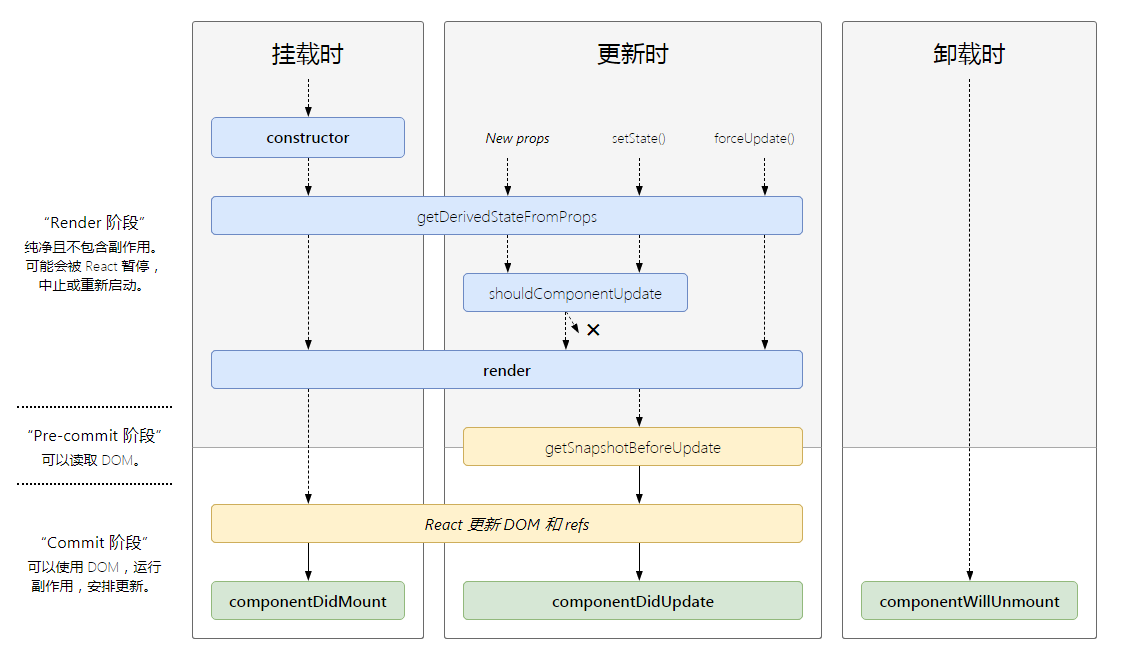 挂载时
更新时
卸载时
constructor
New props
setState()
forceUpdate()
getDerivedStateFromProps
“Render 阶段”
纯净且不包含副作用。
可能会被 React 暂停，
中止或重新启动。
shouldComponentUpdate
render
“Pre-commit 阶段”
可以读取 DOM。
getSnapshotBeforeUpdate
React 更新 DOM 和 refs
“Commit 阶段”
可以使用 DOM，运行
副作用，安排更新。
componentDidMount
componentDidUpdate
componentWillUnmount